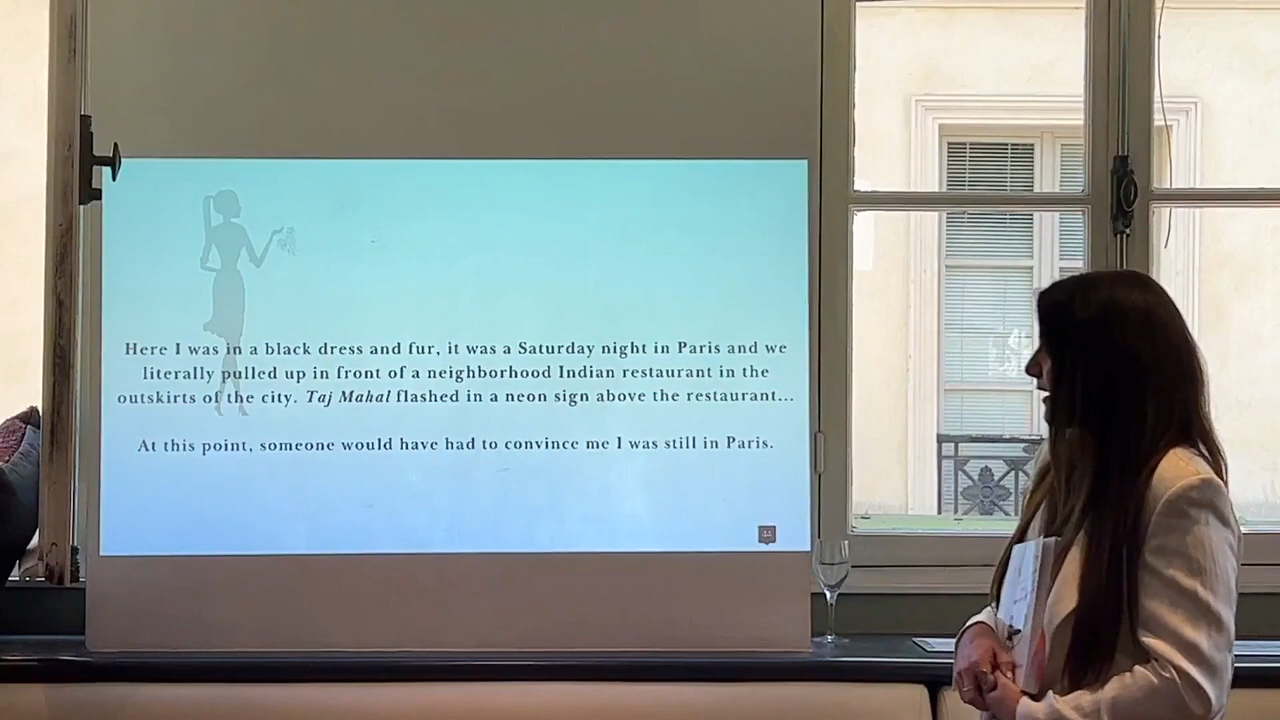 Here I was in a black dress and fur, it was a Saturday night in Paris and we
literally pulled up in front of a neighborhood Indian restaurant in the
outskirts of the city. Taj Mahal flashed in a neon sign above the restaurant...
At this point, someone would have had to convince me I was still in Paris.
44